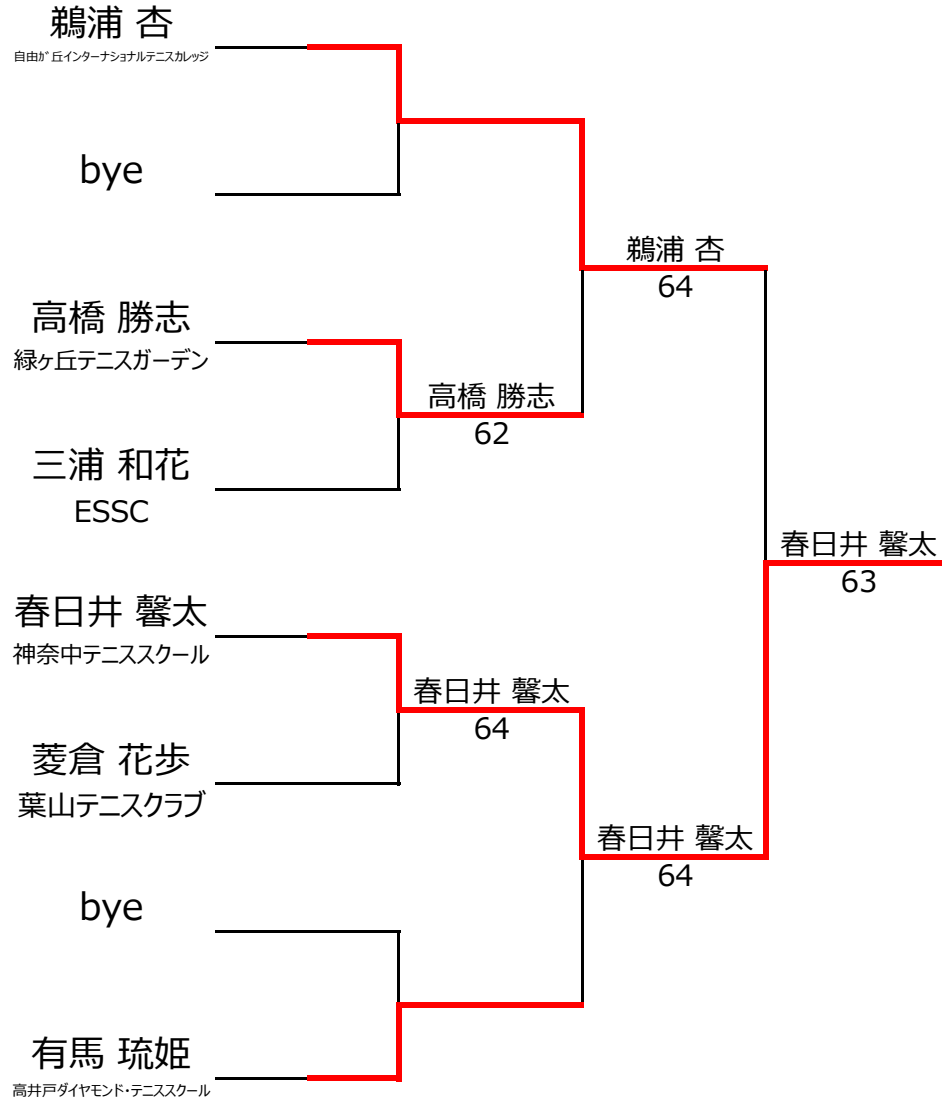 鵜浦 杏
自由が丘インターナショナルテニスカレッジ
bye
鵜浦 杏
64
高橋 勝志
緑ヶ丘テニスガーデン
高橋 勝志
62
三浦 和花
ESSC
春日井 馨太
63
春日井 馨太
神奈中テニススクール
春日井 馨太
64
菱倉 花歩
葉山テニスクラブ
春日井 馨太
64
bye
有馬 琉姫
高井戸ダイヤモンド・テニススクール